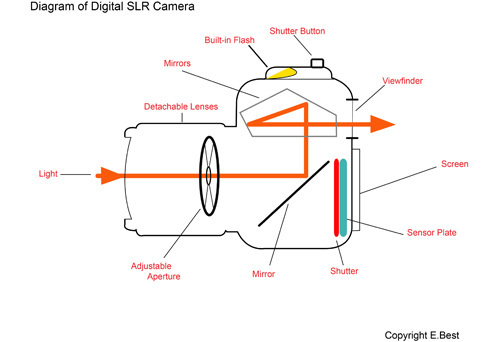 Diagram of Digital SLR Camera
Shutter Button
Built-in Flash
Mirrors
Viewfinder
Detachable Lenses
Light
Screen
Sensor Plate
Adjustable
Aperture
Mirror
Shutter
Copyright E.Best